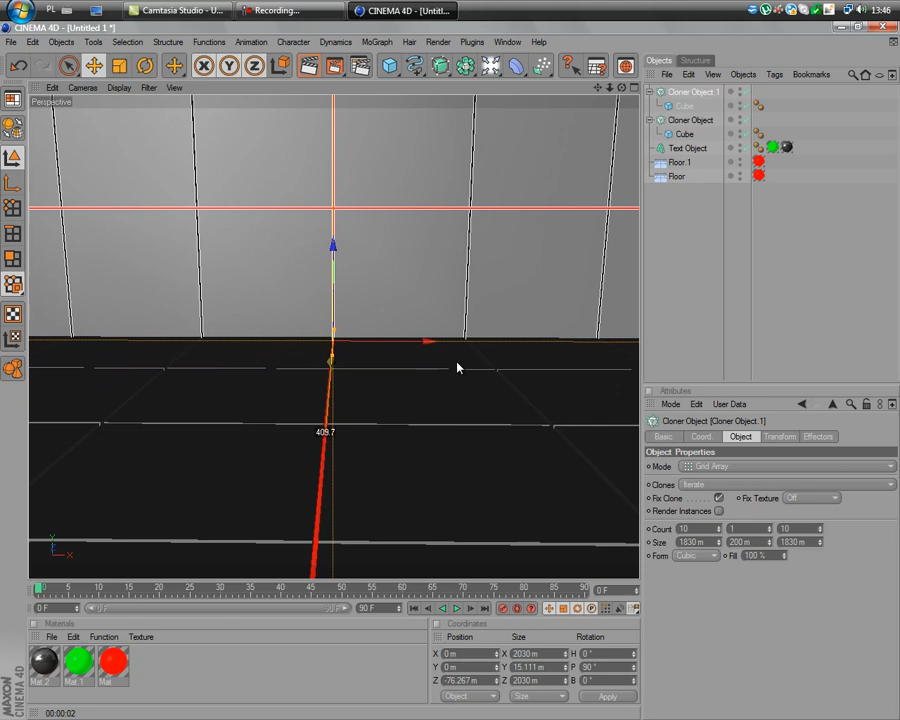 PL
Camtasia Studio - U...
Recording...
CINEMA 4D - [Untitl...
13:46
CINEMA 4D - [Untitled 1 *]
File Edit Objects Tools Selection Structure Functions Animation Character Dynamics MoGraph Hair Render Plugins Window Help
X Y Z
Edit Cameras Display Filter View
Perspective
409.7
Y
X
Objects Structure
File Edit View Objects Tags Bookmarks
Cloner Object 1
Cube
Cloner Object
Cube
Text Object
Floor.1
Floor
Attributes
Mode Edit User Data
Cloner Object [Cloner Object.1]
Basic Coord. Object Transform Effectors
Object Properties
Mode Grid Array
Clones Iterate
Fix Clone Fix Texture Off
Render Instances
Count 10 1 10
Size 1830 m 200 m 1830 m
Form Cubic Fill 100 %
0 5 10 15 20 25 30 35 40 45 50 55 60 65 70 75 80 85 90 0 F
0 F 0 F 90 F 90 F
Materials
File Edit Function Texture
Mat.2 Mat.1 Mat
Coordinates
Position Size Rotation
X 0 m X 2030 m H 0 °
Y 0 m Y 15.111 m P 90 °
Z -76.267 m Z 2030 m B 0 °
Object Size Apply
MAXON
CINEMA 4D
00:00:02